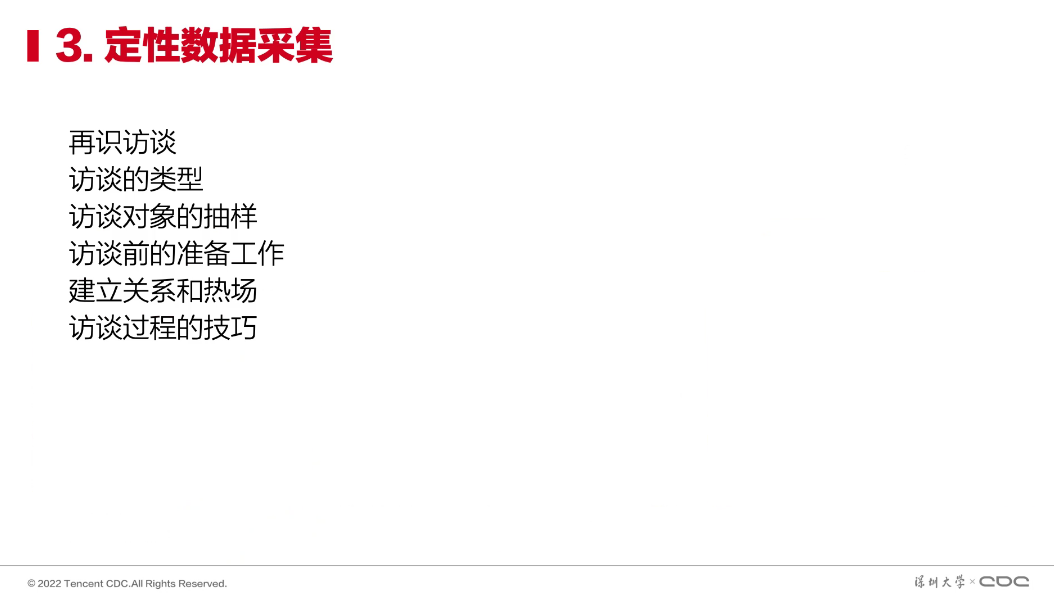 3. 定性数据采集
再识访谈
访谈的类型
访谈对象的抽样
访谈前的准备工作
建立关系和热场
访谈过程的技巧
© 2022 Tencent CDC.All Rights Reserved.
深圳大学 × CDC